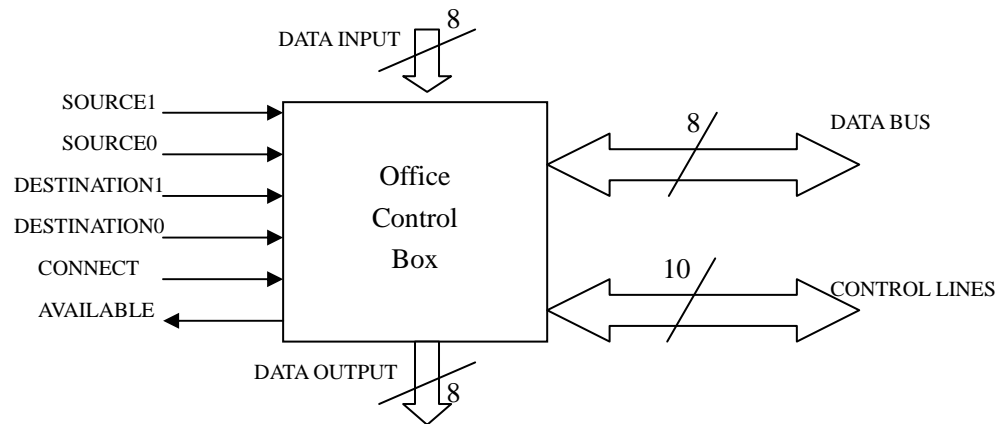 8
DATA INPUT
SOURCE1
SOURCE0
DESTINATION1
DESTINATION0
CONNECT
AVAILABLE
Office
Control
Box
8
DATA BUS
10
CONTROL LINES
DATA OUTPUT
8